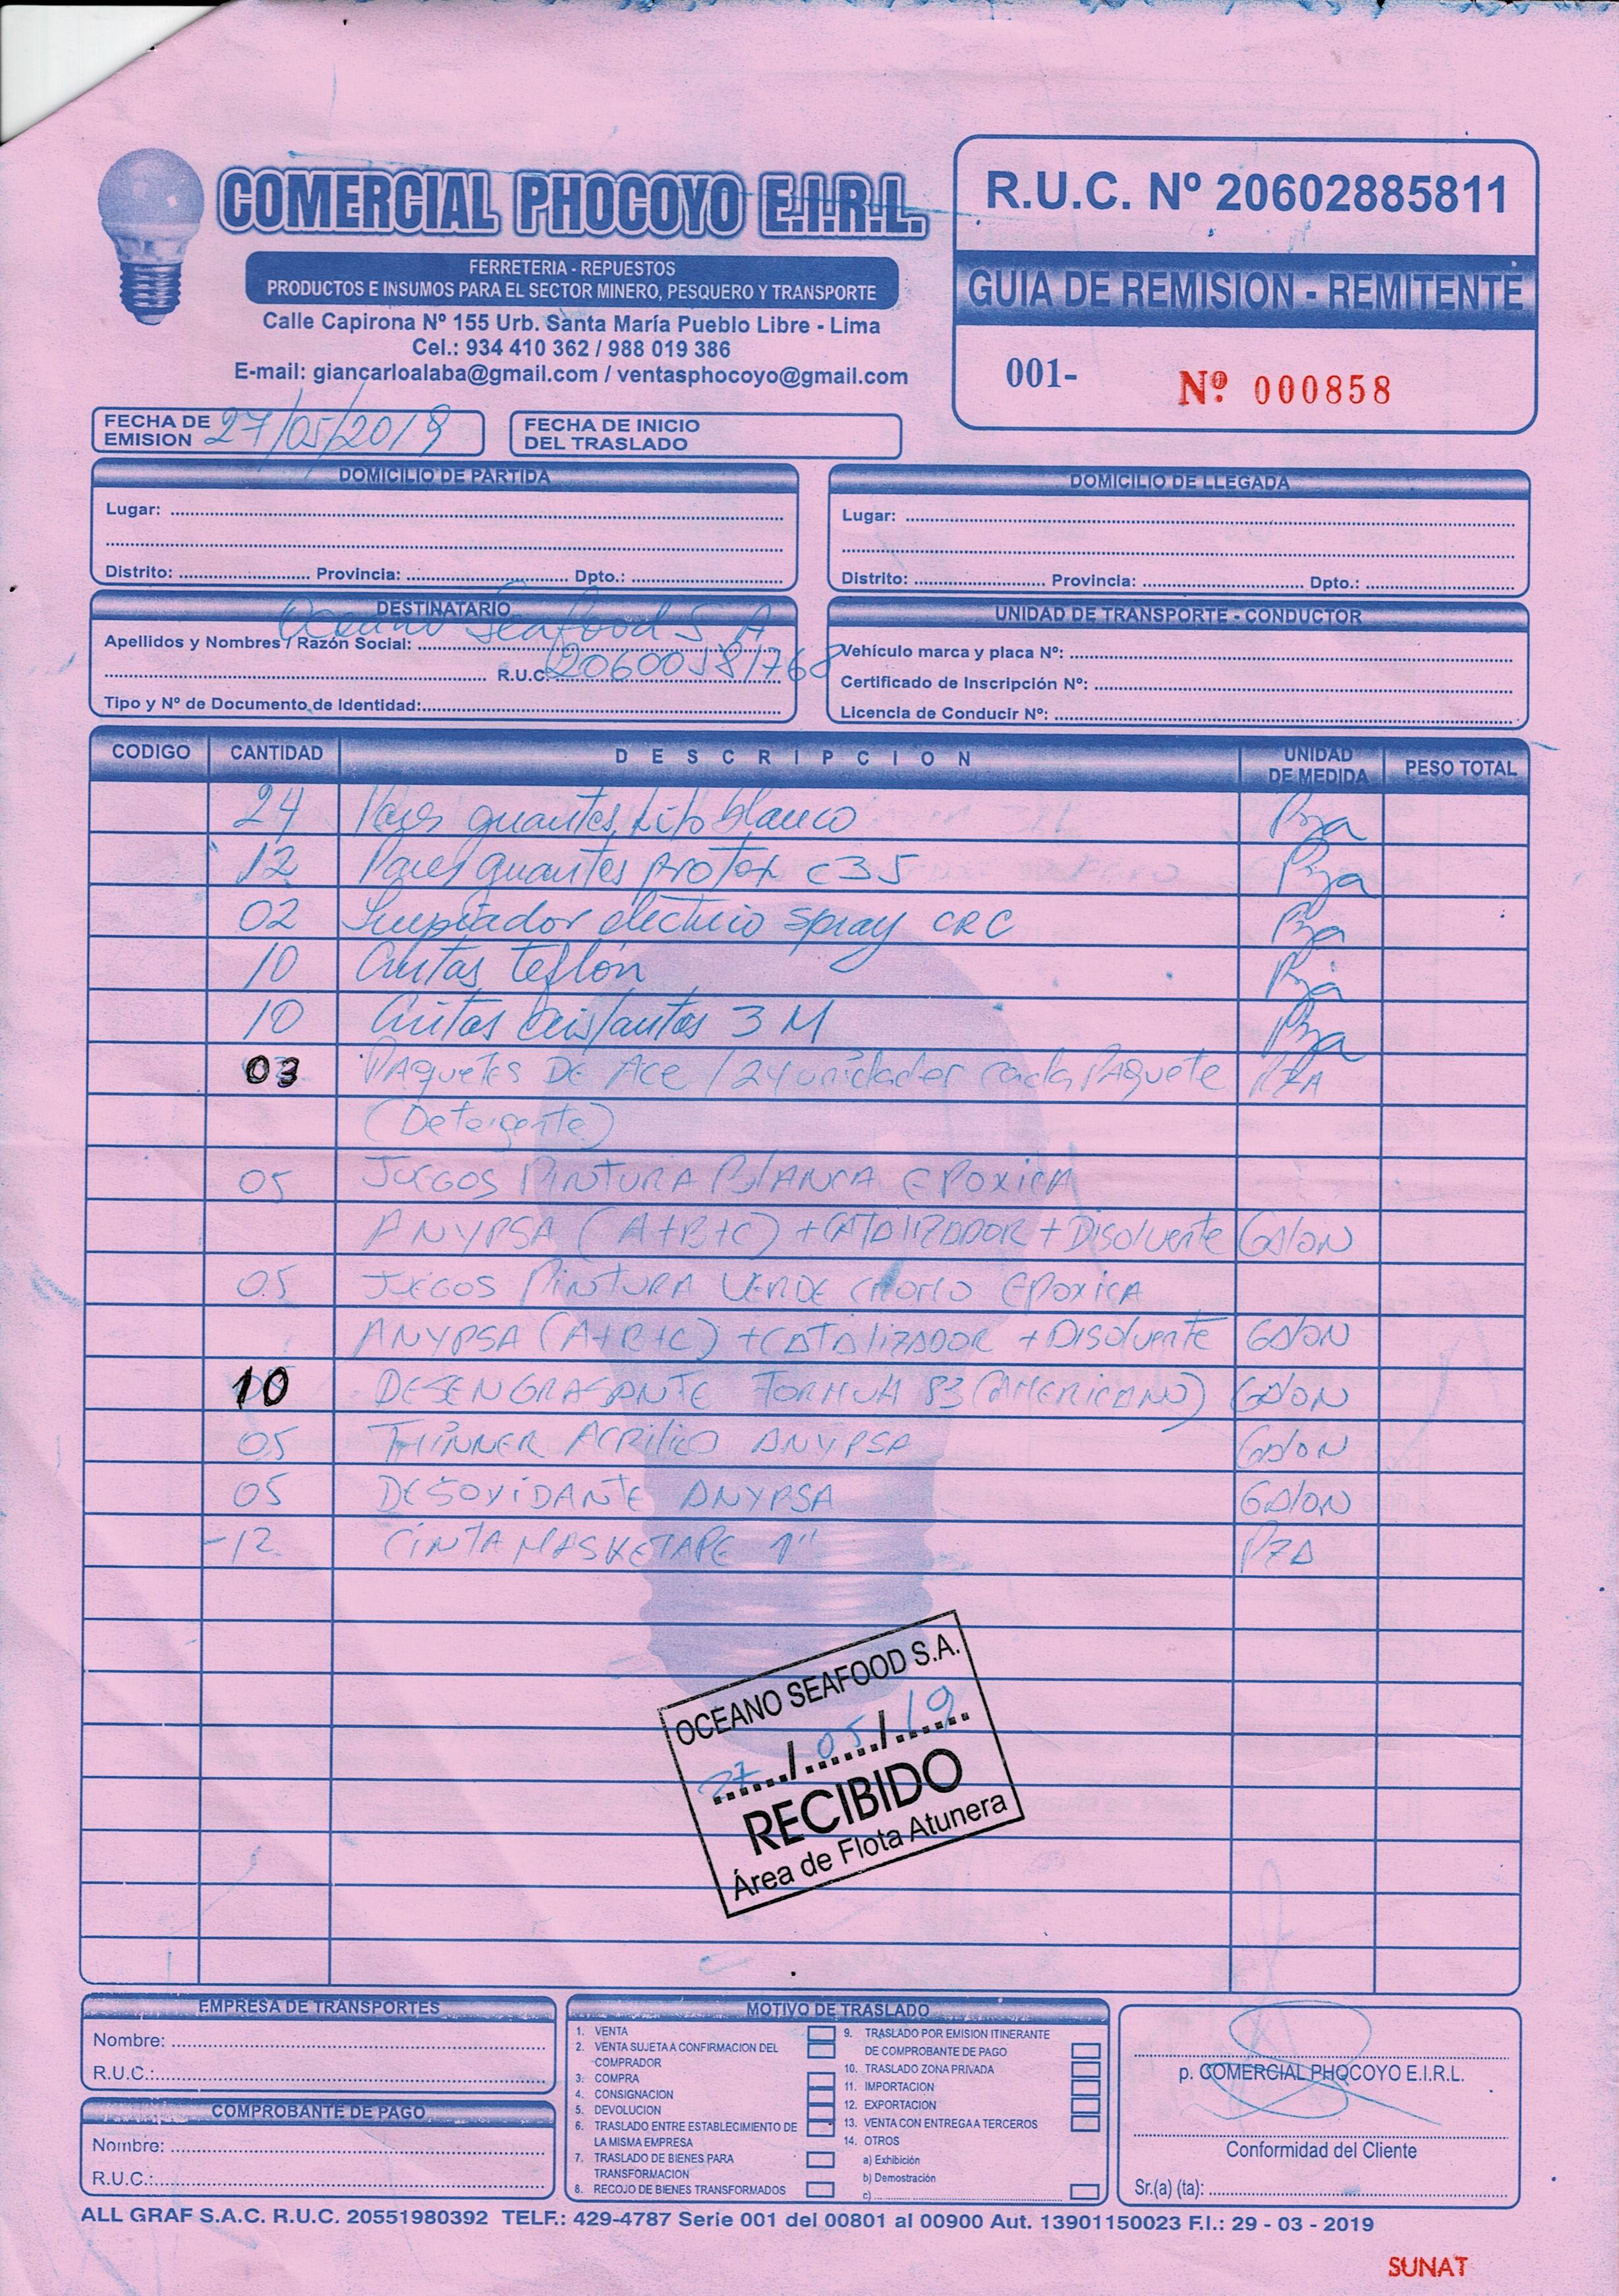 COMERCIAL PHOCOYO E.I.R.L.
FERRETERIA - REPUESTOS
PRODUCTOS E INSUMOS PARA EL SECTOR MINERO, PESQUERO Y TRANSPORTE
Calle Capirona Nº 155 Urb. Santa María Pueblo Libre - Lima
Cel.: 934 410 362 / 988 019 386
E-mail: giancarloalaba@gmail.com / ventasphocoyo@gmail.com
R.U.C. Nº 20602885811
GUIA DE REMISION - REMITENTE
001- Nº. 000858
FECHA DE EMISION 27/05/2019
FECHA DE INICIO DEL TRASLADO
DOMICILIO DE PARTIDA
Lugar:
Distrito: Provincia: Dpto.:
DOMICILIO DE LLEGADA
Lugar:
Distrito: Provincia: Dpto.:
DESTINATARIO
Apellidos y Nombres / Razón Social: Oceano Seafood S.A
R.U.C. 20600581768
Tipo y Nº de Documento de Identidad:
UNIDAD DE TRANSPORTE - CONDUCTOR
Vehículo marca y placa Nº:
Certificado de Inscripción Nº:
Licencia de Conducir Nº:
CODIGO CANTIDAD DESCRIPCION UNIDAD DE MEDIDA PESO TOTAL
24 Pares guantes hilo blanco Pza
12 Pares guantes protex c35 Pza
02 Limpiador electrico spray CRC Pza
10 Cintas teflón Pza
10 Cintas aislantes 3M Pza
03 PAquetes DE Ace / 24 unidades cada PAquete PZA
(Detergente)
05 JUEGOS PINTURA BlANCA EPOXICA
ANYPSA (A+B+C) + CATALIZADOR + DISolvente GAlON
05 JUEGOS PINTURA VERDE CROMO EPOXICA
ANYPSA (A+B+C) + CATALIZADOR + DISolvente GAlON
10 DESENGRASANTE FORMUlA 83 (AMERICANO) GAlON
05 THINNER ACRILICO ANYPSA GAlON
05 DESOXIDANTE ANYPSA GAlON
-12 CINTA MASKETAPE 1" PZA
OCEANO SEAFOOD S.A.
27/05/19
RECIBIDO
Área de Flota Atunera
EMPRESA DE TRANSPORTES
Nombre:
R.U.C.:
COMPROBANTE DE PAGO
Nombre:
R.U.C.:
MOTIVO DE TRASLADO
1. VENTA
2. VENTA SUJETA A CONFIRMACION DEL
COMPRADOR
3. COMPRA
4. CONSIGNACION
5. DEVOLUCION
6. TRASLADO ENTRE ESTABLECIMIENTO DE
LA MISMA EMPRESA
7. TRASLADO DE BIENES PARA
TRANSFORMACION
8. RECOJO DE BIENES TRANSFORMADOS
9. TRASLADO POR EMISION ITINERANTE
DE COMPROBANTE DE PAGO
10. TRASLADO ZONA PRIVADA
11. IMPORTACION
12. EXPORTACION
13. VENTA CON ENTREGA A TERCEROS
14. OTROS
a) Exhibición
b) Demostración
c)
p. COMERCIAL PHOCOYO E.I.R.L.
Conformidad del Cliente
Sr.(a) (ta):
ALL GRAF S.A.C. R.U.C. 20551980392 TELF.: 429-4787 Serie 001 del 00801 al 00900 Aut. 13901150023 F.I.: 29 - 03 - 2019
SUNAT